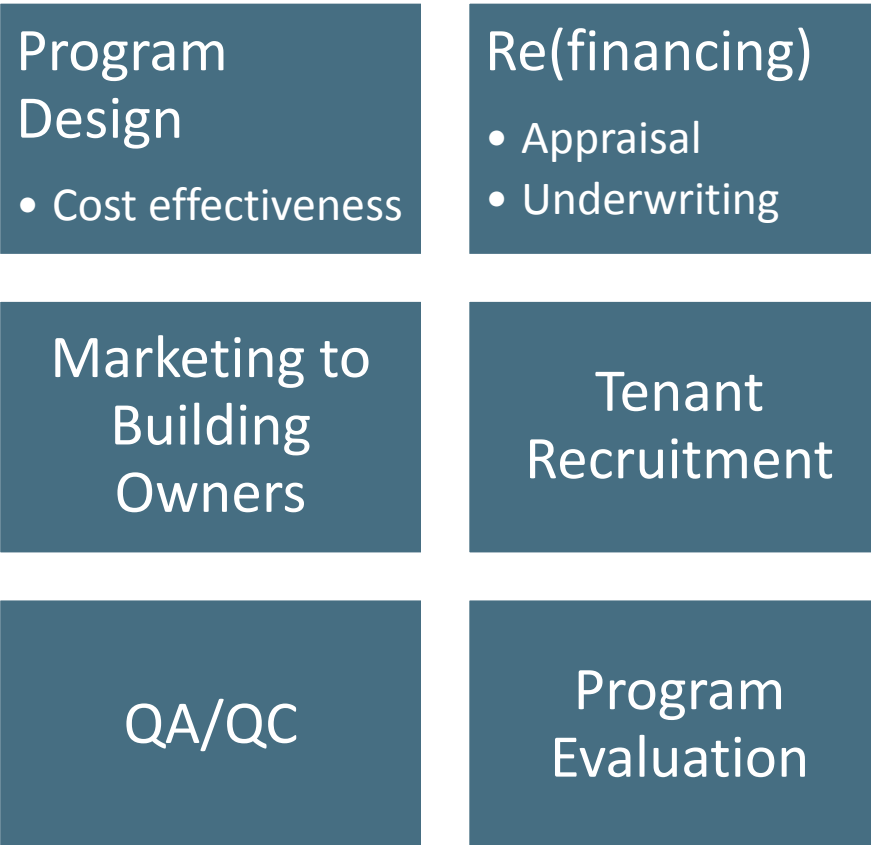 Program
Design
• Cost effectiveness
Re(financing)
• Appraisal
• Underwriting
Marketing to
Building
Owners
Tenant
Recruitment
QA/QC
Program
Evaluation